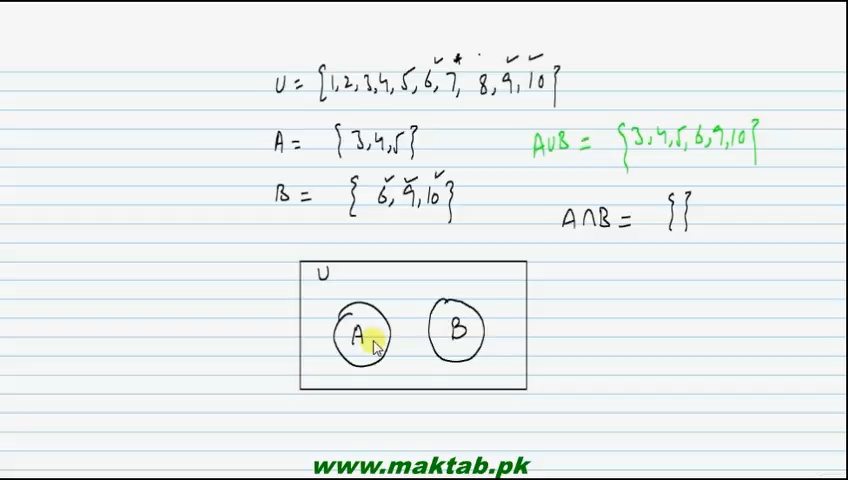 U = {1, 2, 3, 4, 5, 6, 7, 8, 9, 10}
A = {3, 4, 5}
A∪B = {3, 4, 5, 6, 9, 10}
B = {6, 9, 10}
A∩B = {}
U
A
B
www.maktab.pk